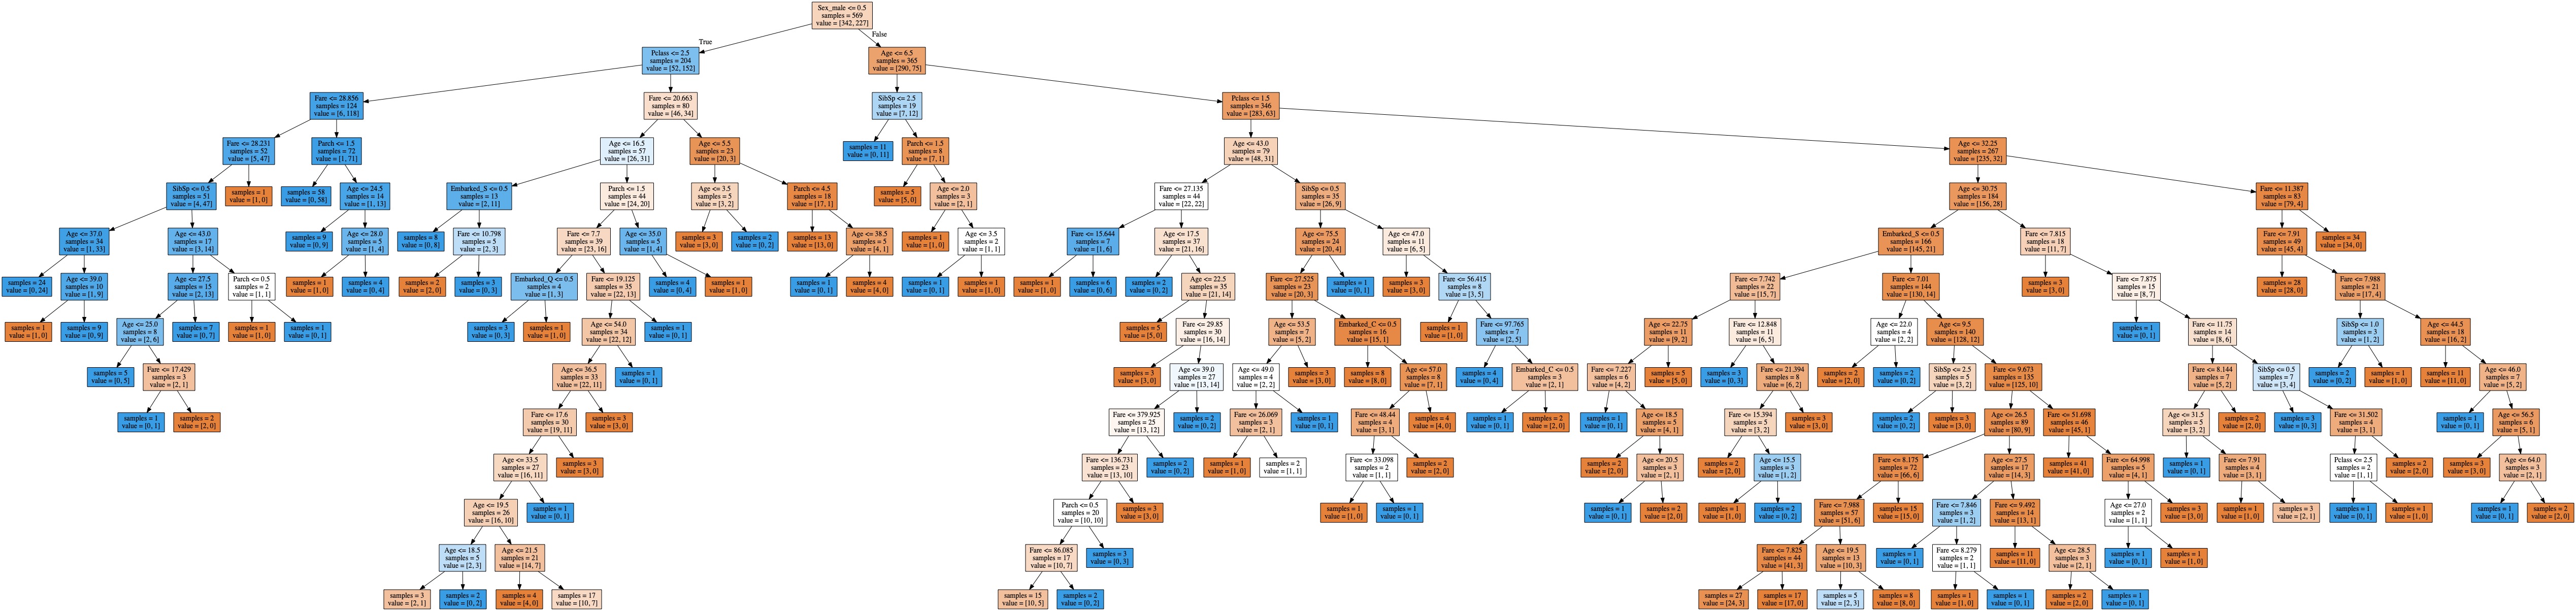 Sex_male <= 0.5
samples = 569
value = [342, 227]
True
False
Pclass <= 2.5
samples = 204
value = [52, 152]
Age <= 6.5
samples = 365
value = [290, 75]
Fare <= 28.856
samples = 124
value = [6, 118]
Fare <= 20.663
samples = 80
value = [46, 34]
SibSp <= 2.5
samples = 19
value = [7, 12]
Pclass <= 1.5
samples = 346
value = [283, 63]
Fare <= 28.231
samples = 52
value = [5, 47]
Parch <= 1.5
samples = 72
value = [1, 71]
Age <= 16.5
samples = 57
value = [26, 31]
Age <= 5.5
samples = 23
value = [20, 3]
samples = 11
value = [0, 11]
Parch <= 1.5
samples = 8
value = [7, 1]
Age <= 43.0
samples = 79
value = [48, 31]
Age <= 32.25
samples = 267
value = [235, 32]
SibSp <= 0.5
samples = 51
value = [4, 47]
samples = 1
value = [1, 0]
samples = 58
value = [0, 58]
Age <= 24.5
samples = 14
value = [1, 13]
Embarked_S <= 0.5
samples = 13
value = [2, 11]
Parch <= 1.5
samples = 44
value = [24, 20]
Age <= 3.5
samples = 5
value = [3, 2]
Parch <= 4.5
samples = 18
value = [17, 1]
samples = 5
value = [5, 0]
Age <= 2.0
samples = 3
value = [2, 1]
Fare <= 27.135
samples = 44
value = [22, 22]
SibSp <= 0.5
samples = 35
value = [26, 9]
Age <= 30.75
samples = 184
value = [156, 28]
Fare <= 11.387
samples = 83
value = [79, 4]
Age <= 37.0
samples = 34
value = [1, 33]
Age <= 43.0
samples = 17
value = [3, 14]
samples = 9
value = [0, 9]
Age <= 28.0
samples = 5
value = [1, 4]
samples = 8
value = [0, 8]
Fare <= 10.798
samples = 5
value = [2, 3]
Fare <= 7.7
samples = 39
value = [23, 16]
Age <= 35.0
samples = 5
value = [1, 4]
samples = 3
value = [3, 0]
samples = 2
value = [0, 2]
samples = 13
value = [13, 0]
Age <= 38.5
samples = 5
value = [4, 1]
samples = 1
value = [1, 0]
Age <= 3.5
samples = 2
value = [1, 1]
Fare <= 15.644
samples = 7
value = [1, 6]
Age <= 17.5
samples = 37
value = [21, 16]
Age <= 75.5
samples = 24
value = [20, 4]
Age <= 47.0
samples = 11
value = [6, 5]
Embarked_S <= 0.5
samples = 166
value = [145, 21]
Fare <= 7.815
samples = 18
value = [11, 7]
Fare <= 7.91
samples = 49
value = [45, 4]
samples = 34
value = [34, 0]
samples = 24
value = [0, 24]
Age <= 39.0
samples = 10
value = [1, 9]
Age <= 27.5
samples = 15
value = [2, 13]
Parch <= 0.5
samples = 2
value = [1, 1]
samples = 1
value = [1, 0]
samples = 4
value = [0, 4]
samples = 2
value = [2, 0]
samples = 3
value = [0, 3]
Embarked_Q <= 0.5
samples = 4
value = [1, 3]
Fare <= 19.125
samples = 35
value = [22, 13]
samples = 4
value = [0, 4]
samples = 1
value = [1, 0]
samples = 1
value = [0, 1]
samples = 4
value = [4, 0]
samples = 1
value = [0, 1]
samples = 1
value = [1, 0]
samples = 1
value = [1, 0]
samples = 6
value = [0, 6]
samples = 2
value = [0, 2]
Age <= 22.5
samples = 35
value = [21, 14]
Fare <= 27.525
samples = 23
value = [20, 3]
samples = 1
value = [0, 1]
samples = 3
value = [3, 0]
Fare <= 56.415
samples = 8
value = [3, 5]
Fare <= 7.742
samples = 22
value = [15, 7]
Fare <= 7.01
samples = 144
value = [130, 14]
samples = 3
value = [3, 0]
Fare <= 7.875
samples = 15
value = [8, 7]
samples = 28
value = [28, 0]
Fare <= 7.988
samples = 21
value = [17, 4]
samples = 1
value = [1, 0]
samples = 9
value = [0, 9]
Age <= 25.0
samples = 8
value = [2, 6]
samples = 7
value = [0, 7]
samples = 1
value = [1, 0]
samples = 1
value = [0, 1]
samples = 3
value = [0, 3]
samples = 1
value = [1, 0]
Age <= 54.0
samples = 34
value = [22, 12]
samples = 1
value = [0, 1]
samples = 5
value = [5, 0]
Fare <= 29.85
samples = 30
value = [16, 14]
Age <= 53.5
samples = 7
value = [5, 2]
Embarked_C <= 0.5
samples = 16
value = [15, 1]
samples = 1
value = [1, 0]
Fare <= 97.765
samples = 7
value = [2, 5]
Age <= 22.75
samples = 11
value = [9, 2]
Fare <= 12.848
samples = 11
value = [6, 5]
Age <= 22.0
samples = 4
value = [2, 2]
Age <= 9.5
samples = 140
value = [128, 12]
samples = 1
value = [0, 1]
Fare <= 11.75
samples = 14
value = [8, 6]
SibSp <= 1.0
samples = 3
value = [1, 2]
Age <= 44.5
samples = 18
value = [16, 2]
samples = 5
value = [0, 5]
Fare <= 17.429
samples = 3
value = [2, 1]
Age <= 36.5
samples = 33
value = [22, 11]
samples = 1
value = [0, 1]
samples = 3
value = [3, 0]
Age <= 39.0
samples = 27
value = [13, 14]
Age <= 49.0
samples = 4
value = [2, 2]
samples = 3
value = [3, 0]
samples = 8
value = [8, 0]
Age <= 57.0
samples = 8
value = [7, 1]
samples = 4
value = [0, 4]
Embarked_C <= 0.5
samples = 3
value = [2, 1]
Fare <= 7.227
samples = 6
value = [4, 2]
samples = 5
value = [5, 0]
samples = 3
value = [0, 3]
Fare <= 21.394
samples = 8
value = [6, 2]
samples = 2
value = [2, 0]
samples = 2
value = [0, 2]
SibSp <= 2.5
samples = 5
value = [3, 2]
Fare <= 9.673
samples = 135
value = [125, 10]
Fare <= 8.144
samples = 7
value = [5, 2]
SibSp <= 0.5
samples = 7
value = [3, 4]
samples = 2
value = [0, 2]
samples = 1
value = [1, 0]
samples = 11
value = [11, 0]
Age <= 46.0
samples = 7
value = [5, 2]
samples = 1
value = [0, 1]
samples = 2
value = [2, 0]
Fare <= 17.6
samples = 30
value = [19, 11]
samples = 3
value = [3, 0]
Fare <= 379.925
samples = 25
value = [13, 12]
samples = 2
value = [0, 2]
Fare <= 26.069
samples = 3
value = [2, 1]
samples = 1
value = [0, 1]
Fare <= 48.44
samples = 4
value = [3, 1]
samples = 4
value = [4, 0]
samples = 1
value = [0, 1]
samples = 2
value = [2, 0]
samples = 1
value = [0, 1]
Age <= 18.5
samples = 5
value = [4, 1]
Fare <= 15.394
samples = 5
value = [3, 2]
samples = 3
value = [3, 0]
samples = 2
value = [0, 2]
samples = 3
value = [3, 0]
Age <= 26.5
samples = 89
value = [80, 9]
Fare <= 51.698
samples = 46
value = [45, 1]
Age <= 31.5
samples = 5
value = [3, 2]
samples = 2
value = [2, 0]
samples = 3
value = [0, 3]
Fare <= 31.502
samples = 4
value = [3, 1]
samples = 1
value = [0, 1]
Age <= 56.5
samples = 6
value = [5, 1]
Age <= 33.5
samples = 27
value = [16, 11]
samples = 3
value = [3, 0]
Fare <= 136.731
samples = 23
value = [13, 10]
samples = 2
value = [0, 2]
samples = 1
value = [1, 0]
samples = 2
value = [1, 1]
Fare <= 33.098
samples = 2
value = [1, 1]
samples = 2
value = [2, 0]
samples = 2
value = [2, 0]
Age <= 20.5
samples = 3
value = [2, 1]
samples = 2
value = [2, 0]
Age <= 15.5
samples = 3
value = [1, 2]
Fare <= 8.175
samples = 72
value = [66, 6]
Age <= 27.5
samples = 17
value = [14, 3]
samples = 41
value = [41, 0]
Fare <= 64.998
samples = 5
value = [4, 1]
samples = 1
value = [0, 1]
Fare <= 7.91
samples = 4
value = [3, 1]
Pclass <= 2.5
samples = 2
value = [1, 1]
samples = 2
value = [2, 0]
samples = 3
value = [3, 0]
Age <= 64.0
samples = 3
value = [2, 1]
Age <= 19.5
samples = 26
value = [16, 10]
samples = 1
value = [0, 1]
Parch <= 0.5
samples = 20
value = [10, 10]
samples = 3
value = [3, 0]
samples = 1
value = [1, 0]
samples = 1
value = [0, 1]
samples = 1
value = [0, 1]
samples = 2
value = [2, 0]
samples = 1
value = [1, 0]
samples = 2
value = [0, 2]
Fare <= 7.988
samples = 57
value = [51, 6]
samples = 15
value = [15, 0]
Fare <= 7.846
samples = 3
value = [1, 2]
Fare <= 9.492
samples = 14
value = [13, 1]
Age <= 27.0
samples = 2
value = [1, 1]
samples = 3
value = [3, 0]
samples = 1
value = [1, 0]
samples = 3
value = [2, 1]
samples = 1
value = [0, 1]
samples = 1
value = [1, 0]
samples = 1
value = [0, 1]
samples = 2
value = [2, 0]
Age <= 18.5
samples = 5
value = [2, 3]
Age <= 21.5
samples = 21
value = [14, 7]
Fare <= 86.085
samples = 17
value = [10, 7]
samples = 3
value = [0, 3]
Fare <= 7.825
samples = 44
value = [41, 3]
Age <= 19.5
samples = 13
value = [10, 3]
samples = 1
value = [0, 1]
Fare <= 8.279
samples = 2
value = [1, 1]
samples = 11
value = [11, 0]
Age <= 28.5
samples = 3
value = [2, 1]
samples = 1
value = [0, 1]
samples = 1
value = [1, 0]
samples = 3
value = [2, 1]
samples = 2
value = [0, 2]
samples = 4
value = [4, 0]
samples = 17
value = [10, 7]
samples = 15
value = [10, 5]
samples = 2
value = [0, 2]
samples = 27
value = [24, 3]
samples = 17
value = [17, 0]
samples = 5
value = [2, 3]
samples = 8
value = [8, 0]
samples = 1
value = [1, 0]
samples = 1
value = [0, 1]
samples = 2
value = [2, 0]
samples = 1
value = [0, 1]